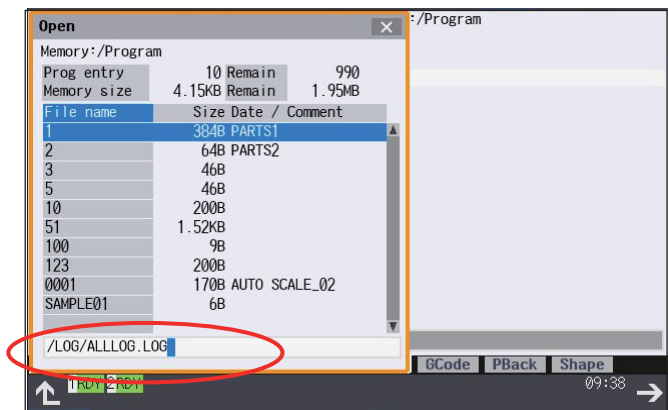 Open
:/Program
Memory:/Program
Prog entry 10 Remain 990
Memory size 4.15KB Remain 1.95MB
File name Size Date / Comment
1 384B PARTS1
2 64B PARTS2
3 46B
5 46B
10 200B
51 1.52KB
100 9B
123 200B
0001 170B AUTO SCALE_02
SAMPLE01 6B
/LOG/ALLLOG.LOG
GCode PBack Shape
1RDY 2RDY 09:38